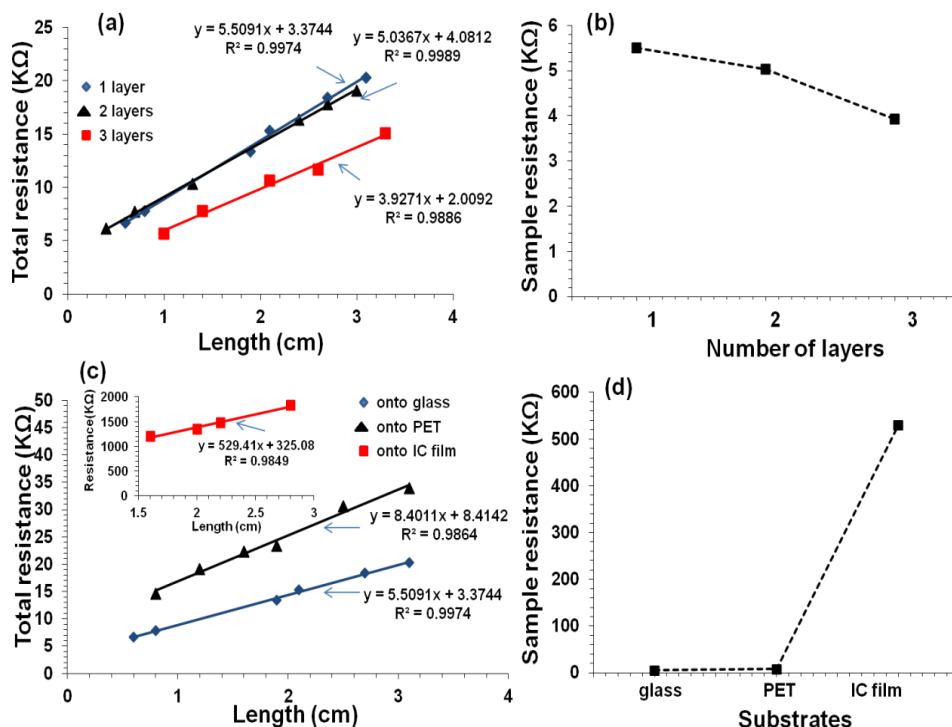 (a)
y = 5.5091x + 3.3744
R² = 0.9974
y = 5.0367x + 4.0812
R² = 0.9989
1 layer
2 layers
3 layers
y = 3.9271x + 2.0092
R² = 0.9886
Total resistance (KΩ)
25
20
15
10
5
0
0 1 2 3 4
Length (cm)
(b)
Sample resistance (KΩ)
6
5
4
3
2
1
0
1 2 3
Number of layers
(c)
Total resistance (KΩ)
50
45
40
35
30
25
20
15
10
5
0
0 1 2 3 4
Length (cm)
Resistance(KΩ)
2000
1500
1000
500
0
1.5 2 2.5 3
Length (cm)
y = 529.41x + 325.08
R² = 0.9849
onto glass
onto PET
onto IC film
y = 8.4011x + 8.4142
R² = 0.9864
y = 5.5091x + 3.3744
R² = 0.9974
(d)
Sample resistance (KΩ)
600
500
400
300
200
100
0
glass PET IC film
Substrates